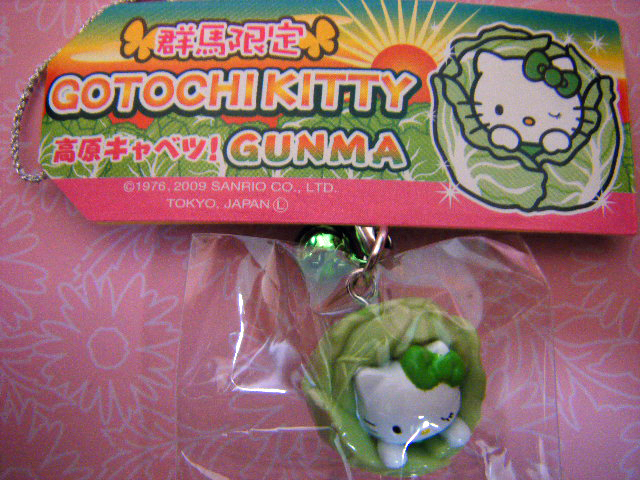 群馬限定
GOTOCHI KITTY
高原キャベツ! GUNMA
©1976, 2009 SANRIO CO., LTD.
TOKYO, JAPAN Ⓛ